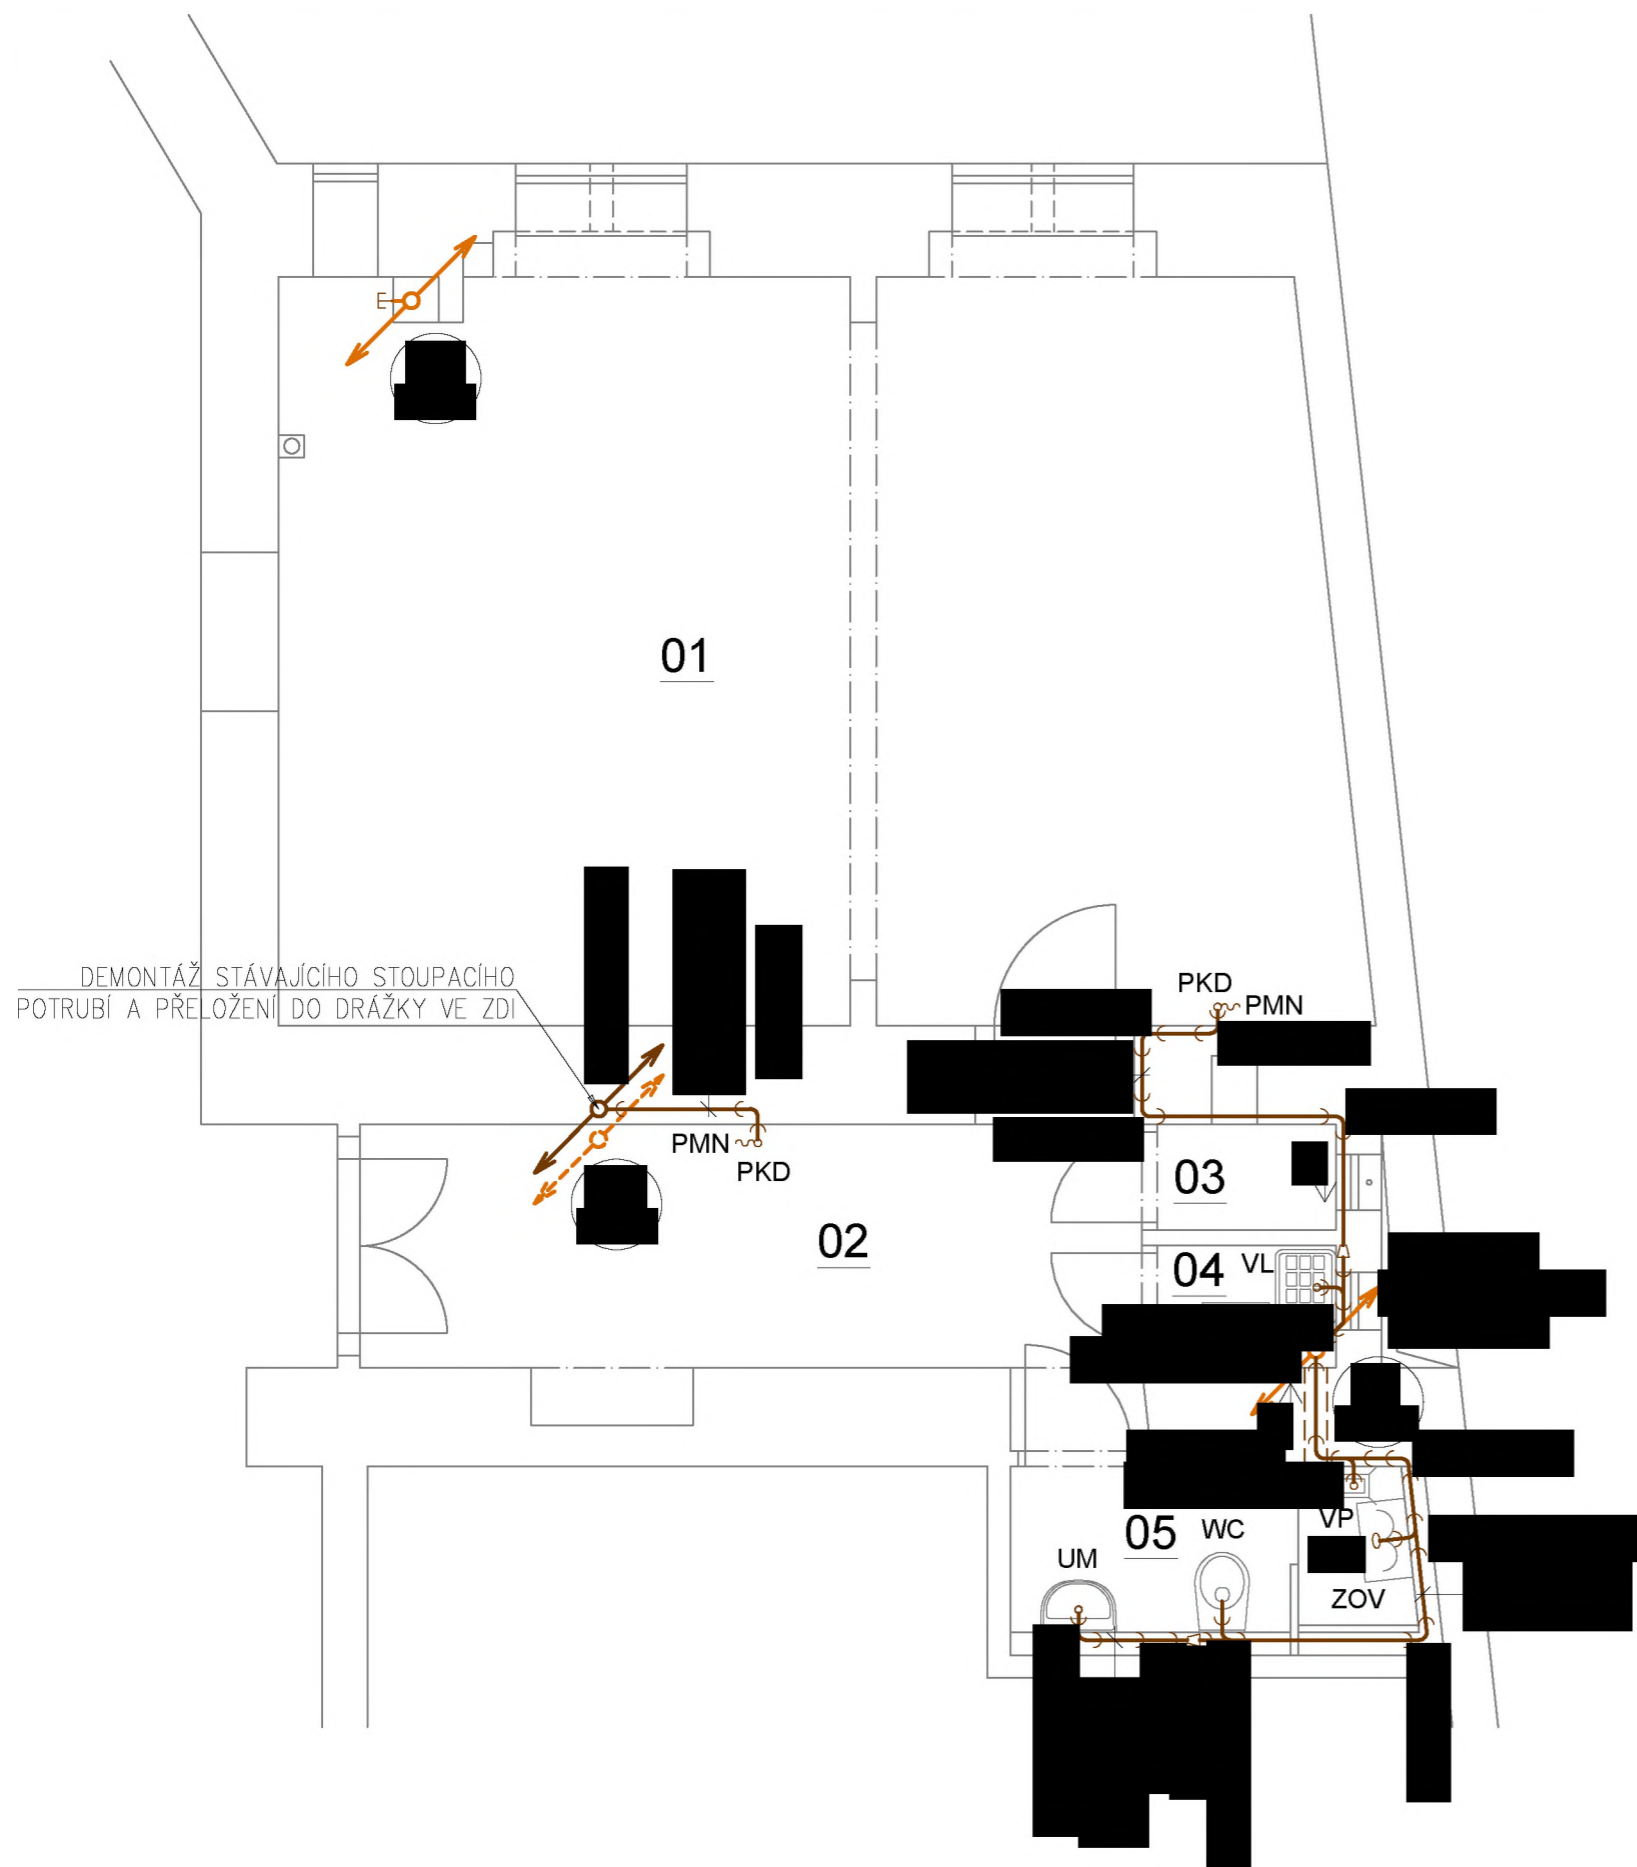 01
DEMONTÁŽ STÁVAJÍCÍHO STOUPACÍHO
POTRUBÍ A PŘELOŽENÍ DO DRÁŽKY VE ZDI
PKD
PMN
PMN
PKD
03
02
04
VL
05
WC
VP
UM
ZOV